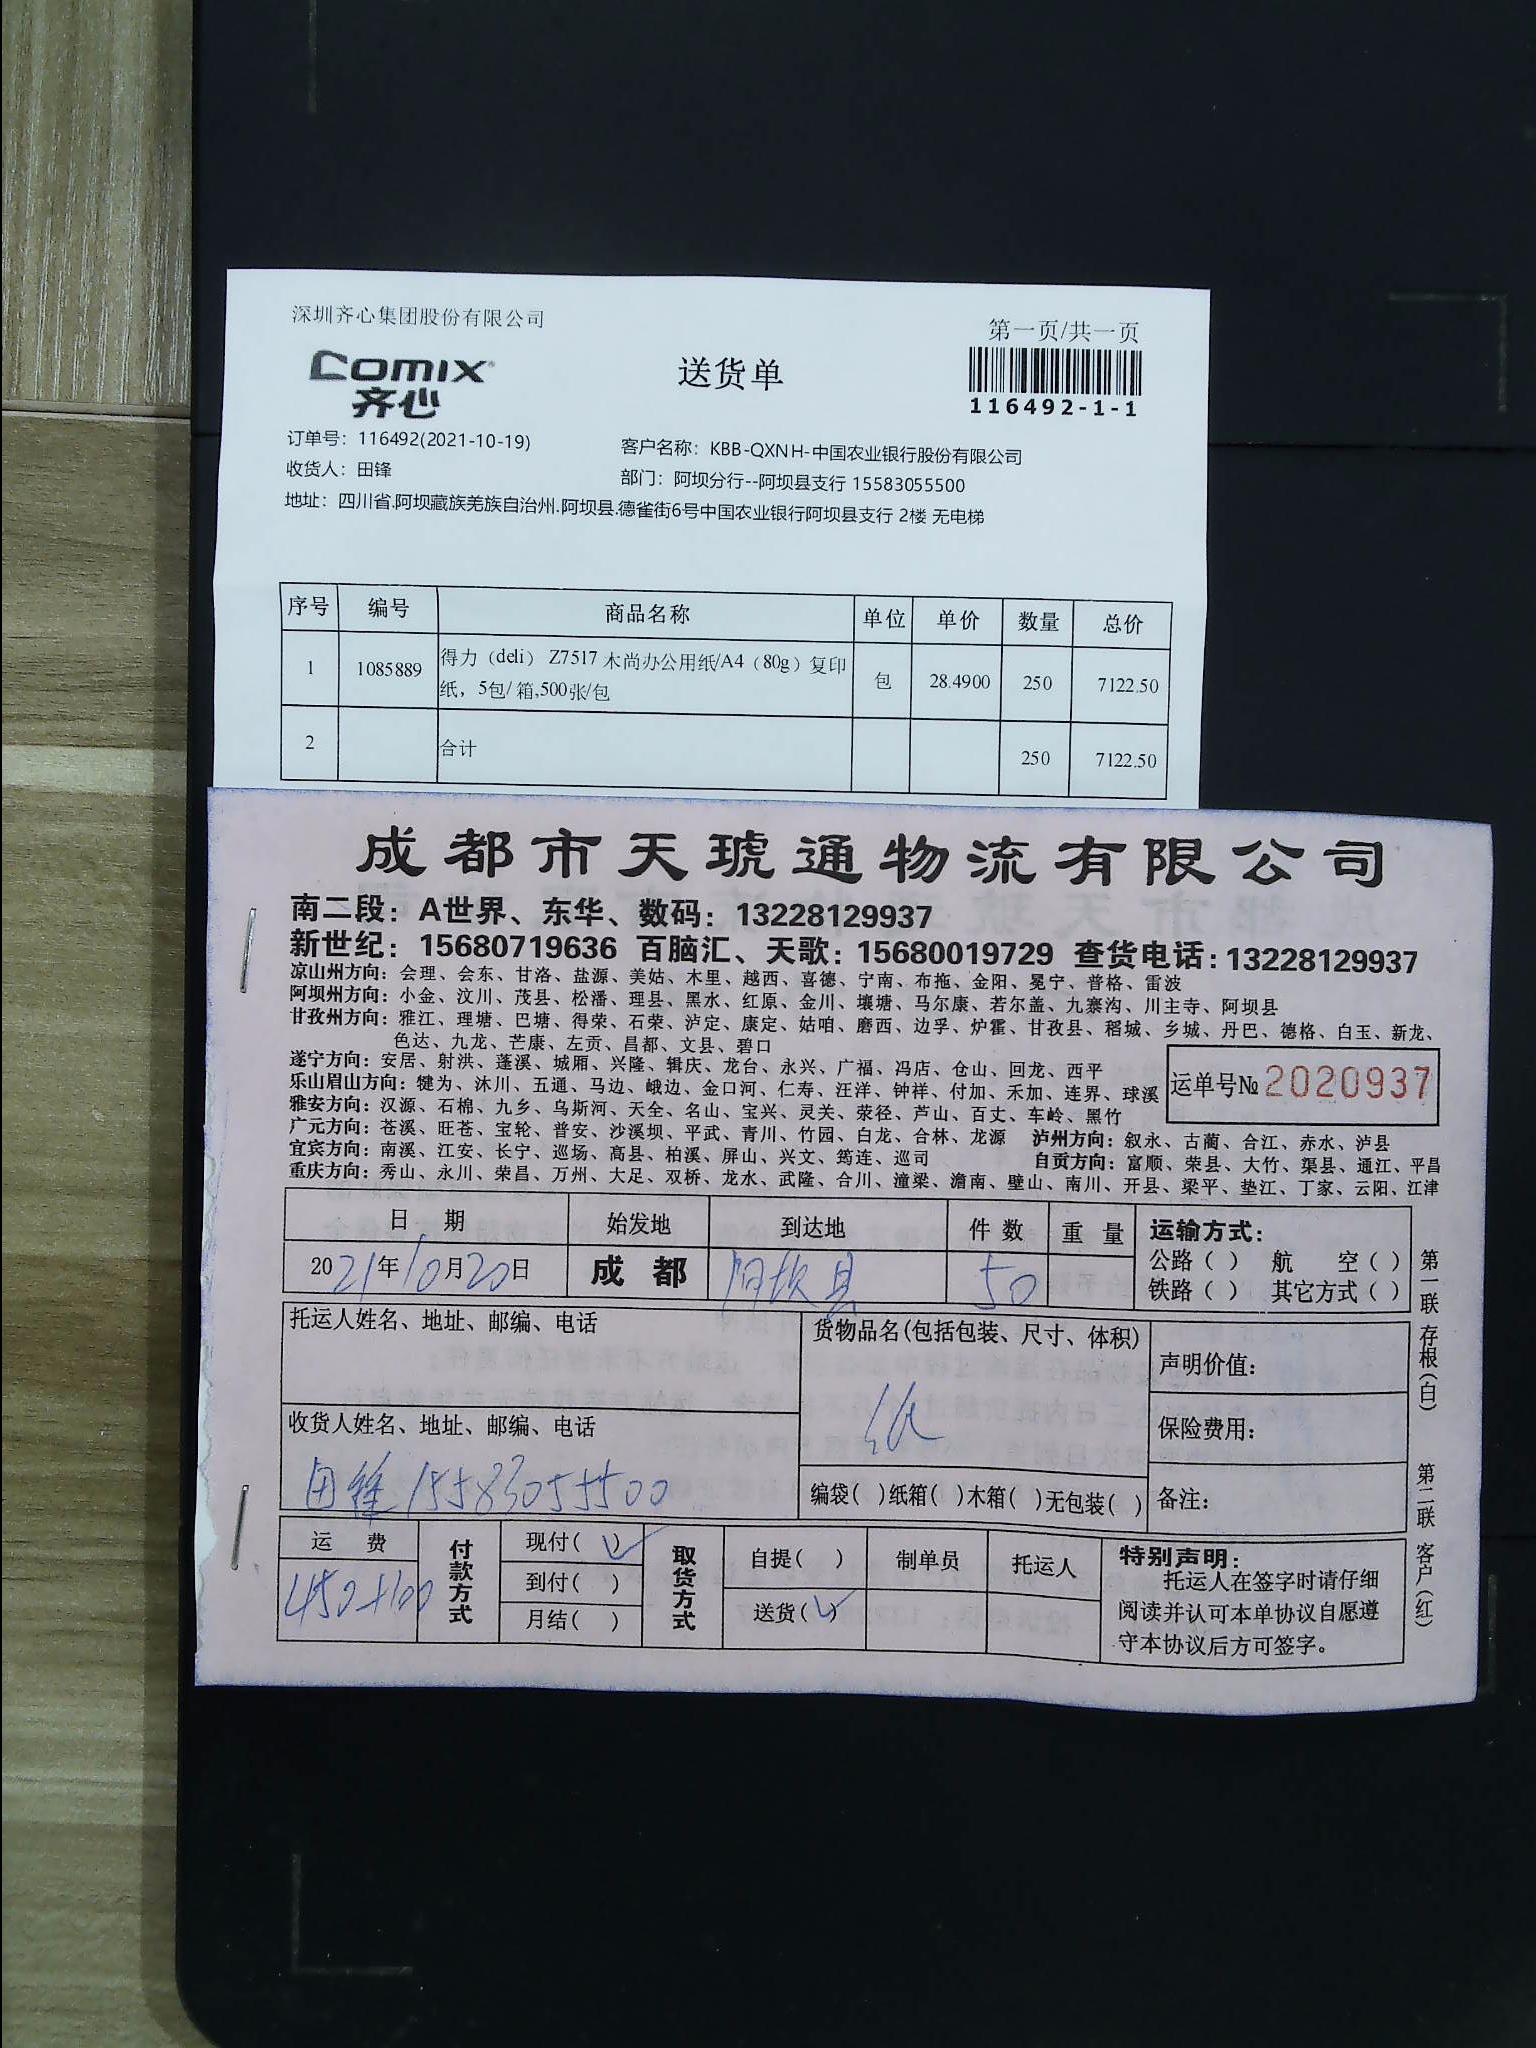 深圳齐心集团股份有限公司
第一页/共一页
comix
齐心
送货单
116492-1-1
订单号：116492(2021-10-19)
客户名称：KBB-QXNH-中国农业银行股份有限公司
收货人：田锋
部门：阿坝分行--阿坝县支行 15583055500
地址：四川省.阿坝藏族羌族自治州.阿坝县.德雀街6号中国农业银行阿坝县支行 2楼 无电梯
序号 编号 商品名称 单位 单价 数量 总价
1 1085889 得力（deli） Z7517 木尚办公用纸/A4（80g）复印 包 28.4900 250 7122.50
纸，5包/箱,500张/包
2 合计 250 7122.50
成都市天琥通物流有限公司
南二段：A世界、东华、数码：13228129937
新世纪：15680719636 百脑汇、天歌：15680019729 查货电话：13228129937
凉山州方向：会理、会东、甘洛、盐源、美姑、木里、越西、喜德、宁南、布拖、金阳、冕宁、普格、雷波
阿坝州方向：小金、汶川、茂县、松潘、理县、黑水、红原、金川、壤塘、马尔康、若尔盖、九寨沟、川主寺、阿坝县
甘孜州方向：雅江、理塘、巴塘、得荣、石荣、泸定、康定、姑咱、磨西、边孚、炉霍、甘孜县、稻城、乡城、丹巴、德格、白玉、新龙、
色达、九龙、芒康、左贡、昌都、文县、碧口
遂宁方向：安居、射洪、蓬溪、城厢、兴隆、辑庆、龙台、永兴、广福、冯店、仓山、回龙、西平
乐山眉山方向：犍为、沐川、五通、马边、峨边、金口河、仁寿、汪洋、钟祥、付加、禾加、连界、球溪
运单号№ 2020937
雅安方向：汉源、石棉、九乡、乌斯河、天全、名山、宝兴、灵关、荥径、芦山、百丈、车岭、黑竹
广元方向：苍溪、旺苍、宝轮、普安、沙溪坝、平武、青川、竹园、白龙、合林、龙源 泸州方向：叙永、古蔺、合江、赤水、泸县
宜宾方向：南溪、江安、长宁、巡场、高县、柏溪、屏山、兴文、筠连、巡司 自贡方向：富顺、荣县、大竹、渠县、通江、平昌
重庆方向：秀山、永川、荣昌、万州、大足、双桥、龙水、武隆、合川、潼梁、澹南、壁山、南川、开县、梁平、垫江、丁家、云阳、江津
日 期 始发地 到达地 件数 重量 运输方式：
公路（ ） 航 空（ ）
2021年10月20日 成都 阿坝县 50
铁路（ ） 其它方式（ ）
托运人姓名、地址、邮编、电话
货物品名(包括包装、尺寸、体积)
声明价值：
纸
收货人姓名、地址、邮编、电话
保险费用：
田锋 15583055500
编袋( )纸箱( )木箱( )无包装( )
备注：
运 费 付款方式 现付( ✓ ) 取货方式 自提( ) 制单员 托运人 特别声明：
450+100 到付( ) 托运人在签字时请仔细
月结( ) 送货( ✓ ) 阅读并认可本单协议自愿遵
守本协议后方可签字。
第一联 存根(白) 第二联 客户(红)